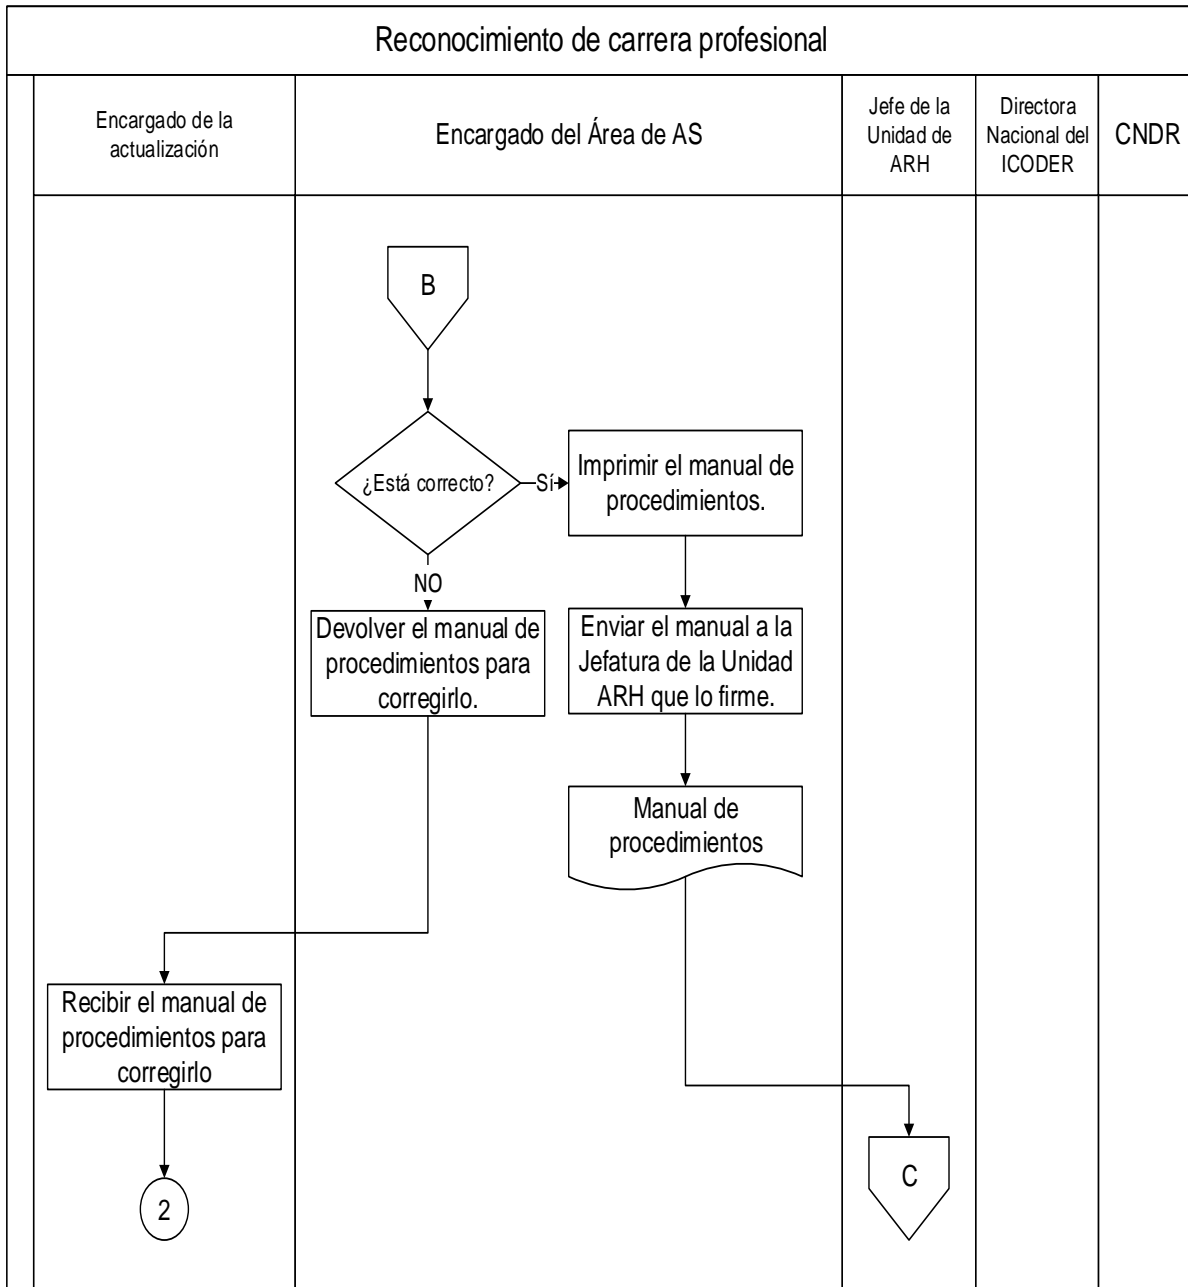 Reconocimiento de carrera profesional
Encargado de la
actualización
Encargado del Área de AS
Jefe de la
Unidad de
ARH
Directora
Nacional del
ICODER
CNDR
B
¿Está correcto?
Sí
Imprimir el manual de
procedimientos.
NO
Devolver el manual de
procedimientos para
corregirlo.
Enviar el manual a la
Jefatura de la Unidad
ARH que lo firme.
Manual de
procedimientos
Recibir el manual de
procedimientos para
corregirlo
2
C